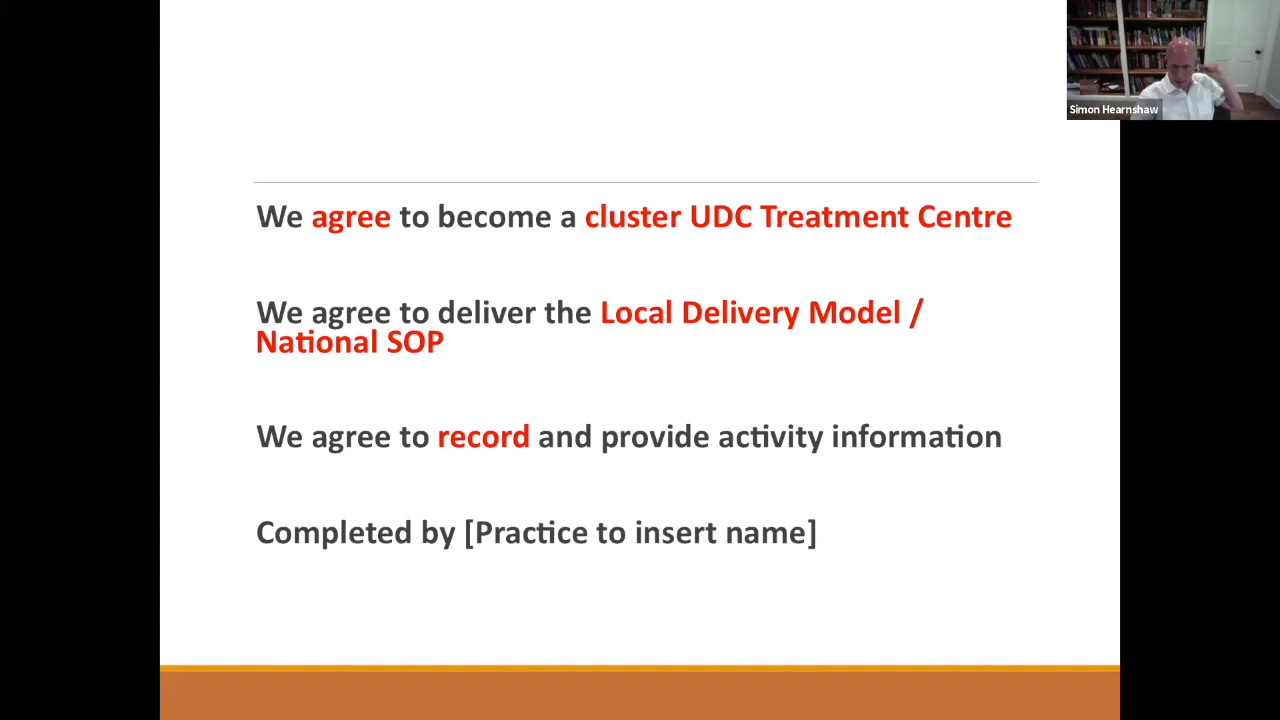 Simon Hearnshaw
We agree to become a cluster UDC Treatment Centre
We agree to deliver the Local Delivery Model /
National SOP
We agree to record and provide activity information
Completed by [Practice to insert name]